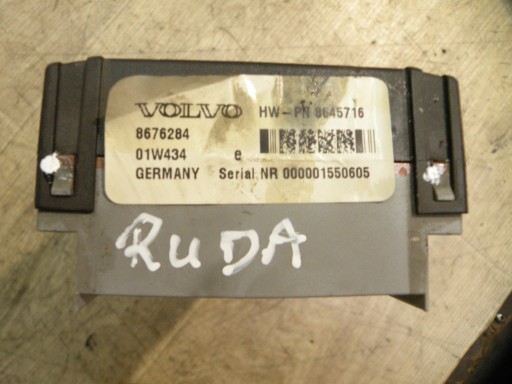 VOLVO HW-PN 8645716
8676284
01W434 e
GERMANY Serial NR 000001550605
RUDA